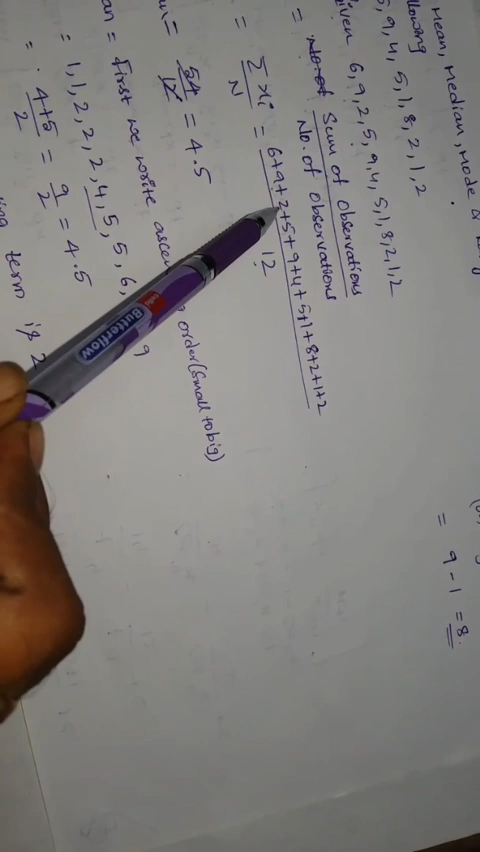 Mean, Median, Mode &
following
9, 4, 5, 1, 8, 2, 1, 2
given 6, 9, 2, 5, 9, 4, 5, 1, 8, 2, 1, 2
= Sum of Observations
No. of Observations
= Σxi / N = 6+9+2+5+9+4+5+1+8+2+1+2 / 12
= 54 / 12 = 4.5
= first we write order (small to big)
= 1, 1, 2, 2, 2, 4, 5, 5, 6, 9
= 4+5 / 2 = 9 / 2 = 4.5
term is 2
= 9 - 1 = 8.
Cello
Butterflow